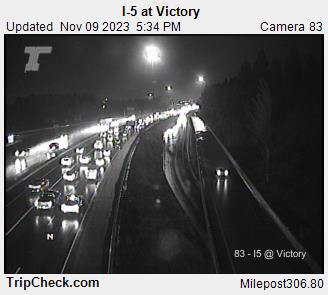 I-5 at Victory
Updated Nov 09 2023 5:34 PM Camera 83
T
N
83 - I5 @ Victory
TripCheck.com Milepost306.80